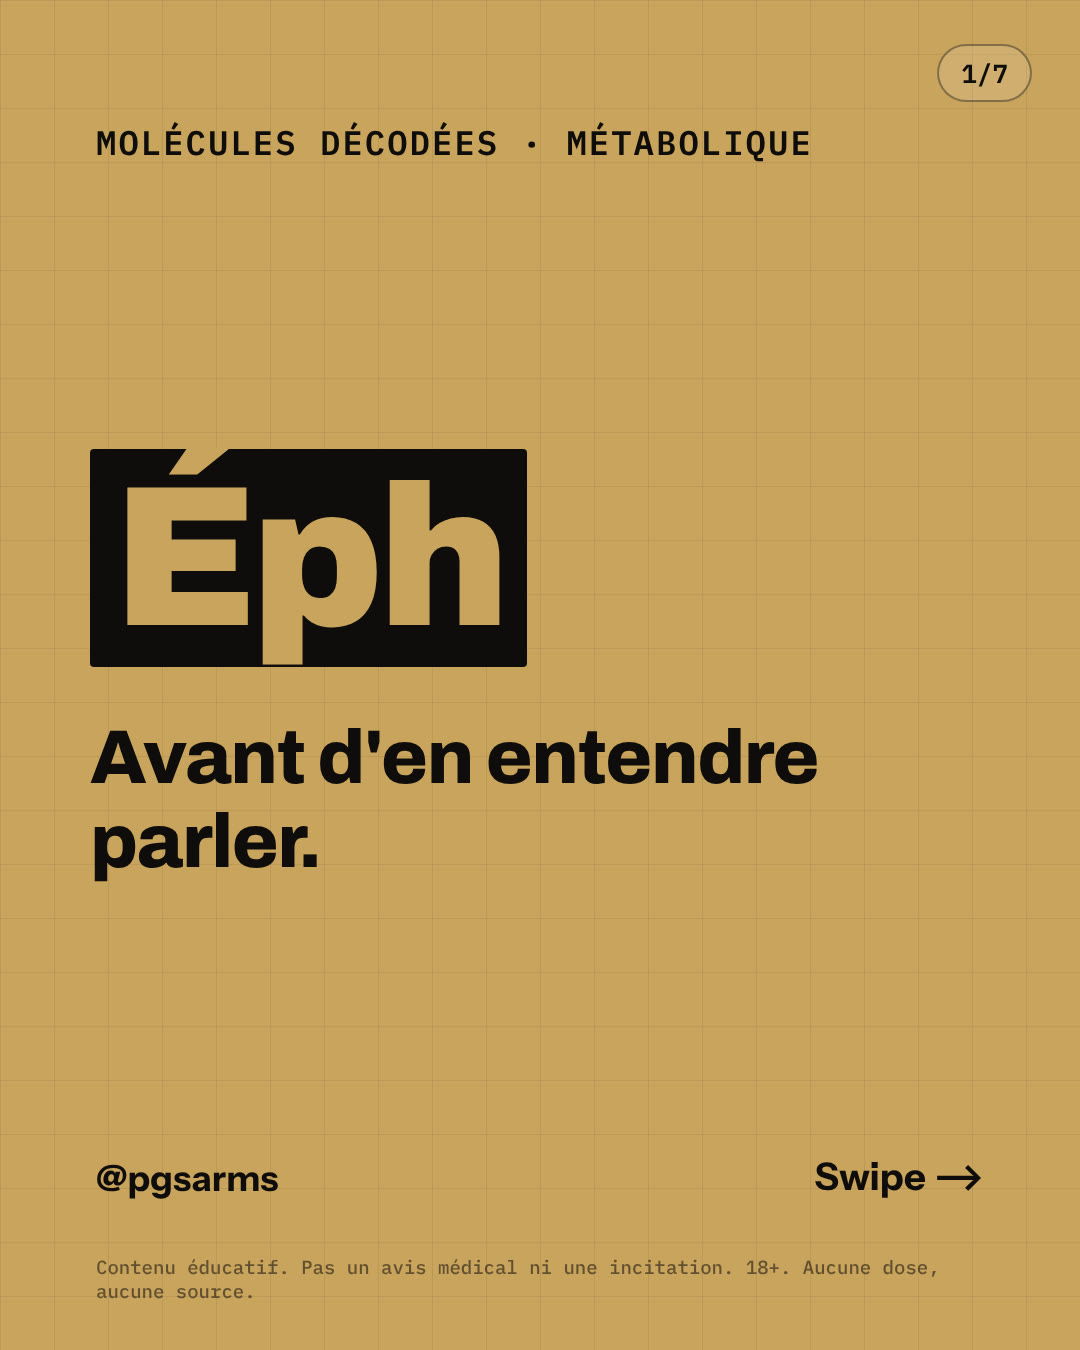 1/7
MOLÉCULES DÉCODÉES · MÉTABOLIQUE
Éph
Avant d'en entendre
parler.
@pgsarms
Swipe →
Contenu éducatif. Pas un avis médical ni une incitation. 18+. Aucune dose,
aucune source.